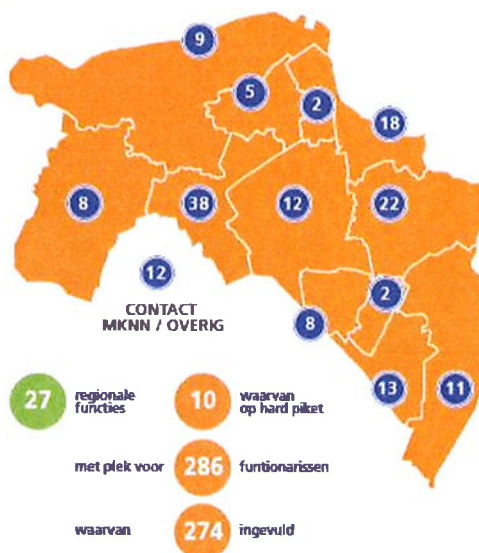 9
5
2
18
8
38
12
22
12
CONTACT
MKNN / OVERIG
2
8
13
11
27 regionale
functies
10 waarvan
op hard piket
met plek voor 286 funtionarissen
waarvan 274 ingevuld